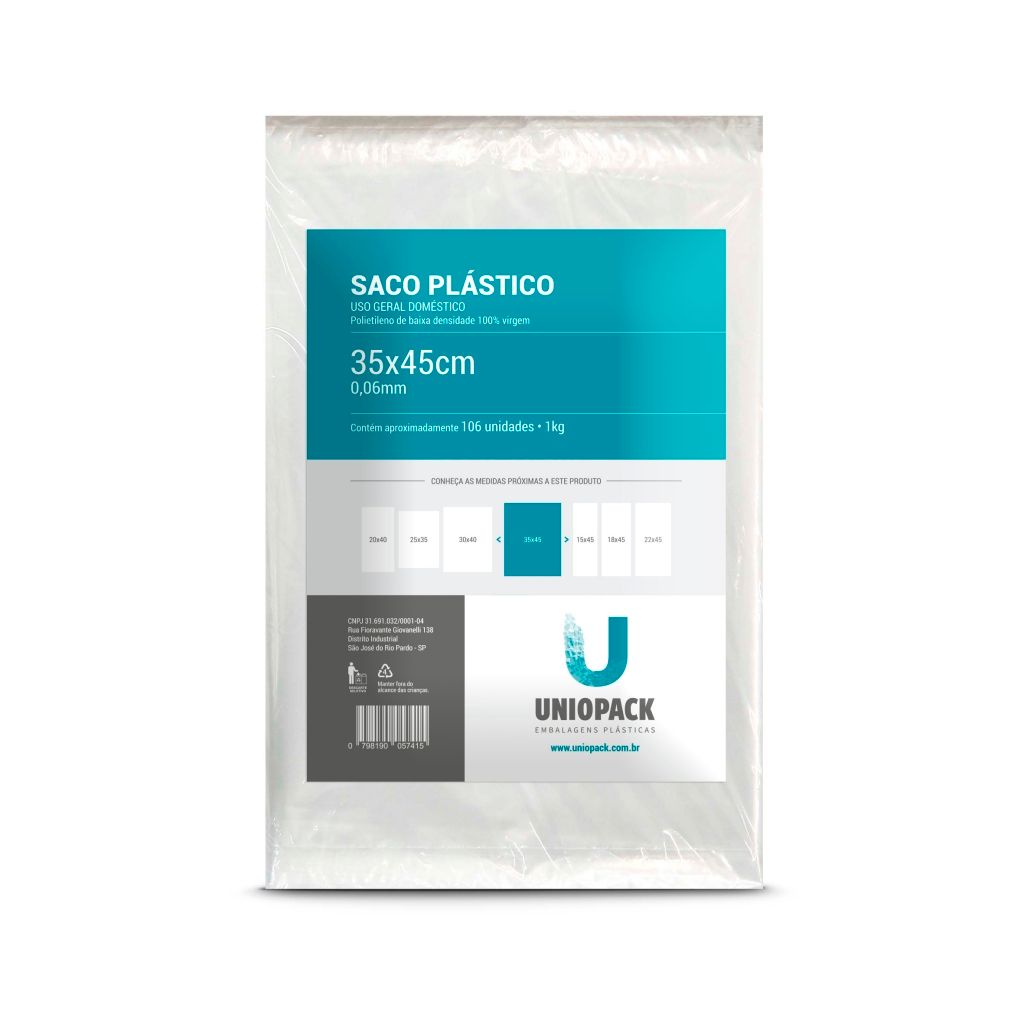 SACO PLÁSTICO
USO GERAL DOMÉSTICO
Polietileno de baixa densidade 100% virgem
35x45cm
0,06mm
Contém aproximadamente 106 unidades • 1kg
CONHEÇA AS MEDIDAS PRÓXIMAS A ESTE PRODUTO
20x40 25x35 30x40 < 35x45 > 15x45 18x45 22x45
CNPJ 31.691.032/0001-04
Rua Fioravante Giovanelli 138
Distrito Industrial
São José do Rio Pardo - SP
DESCARTE
SELETIVO
4
Manter fora do
alcance das crianças.
0 798190 057415
U
UNIOPACK
EMBALAGENS PLÁSTICAS
www.uniopack.com.br